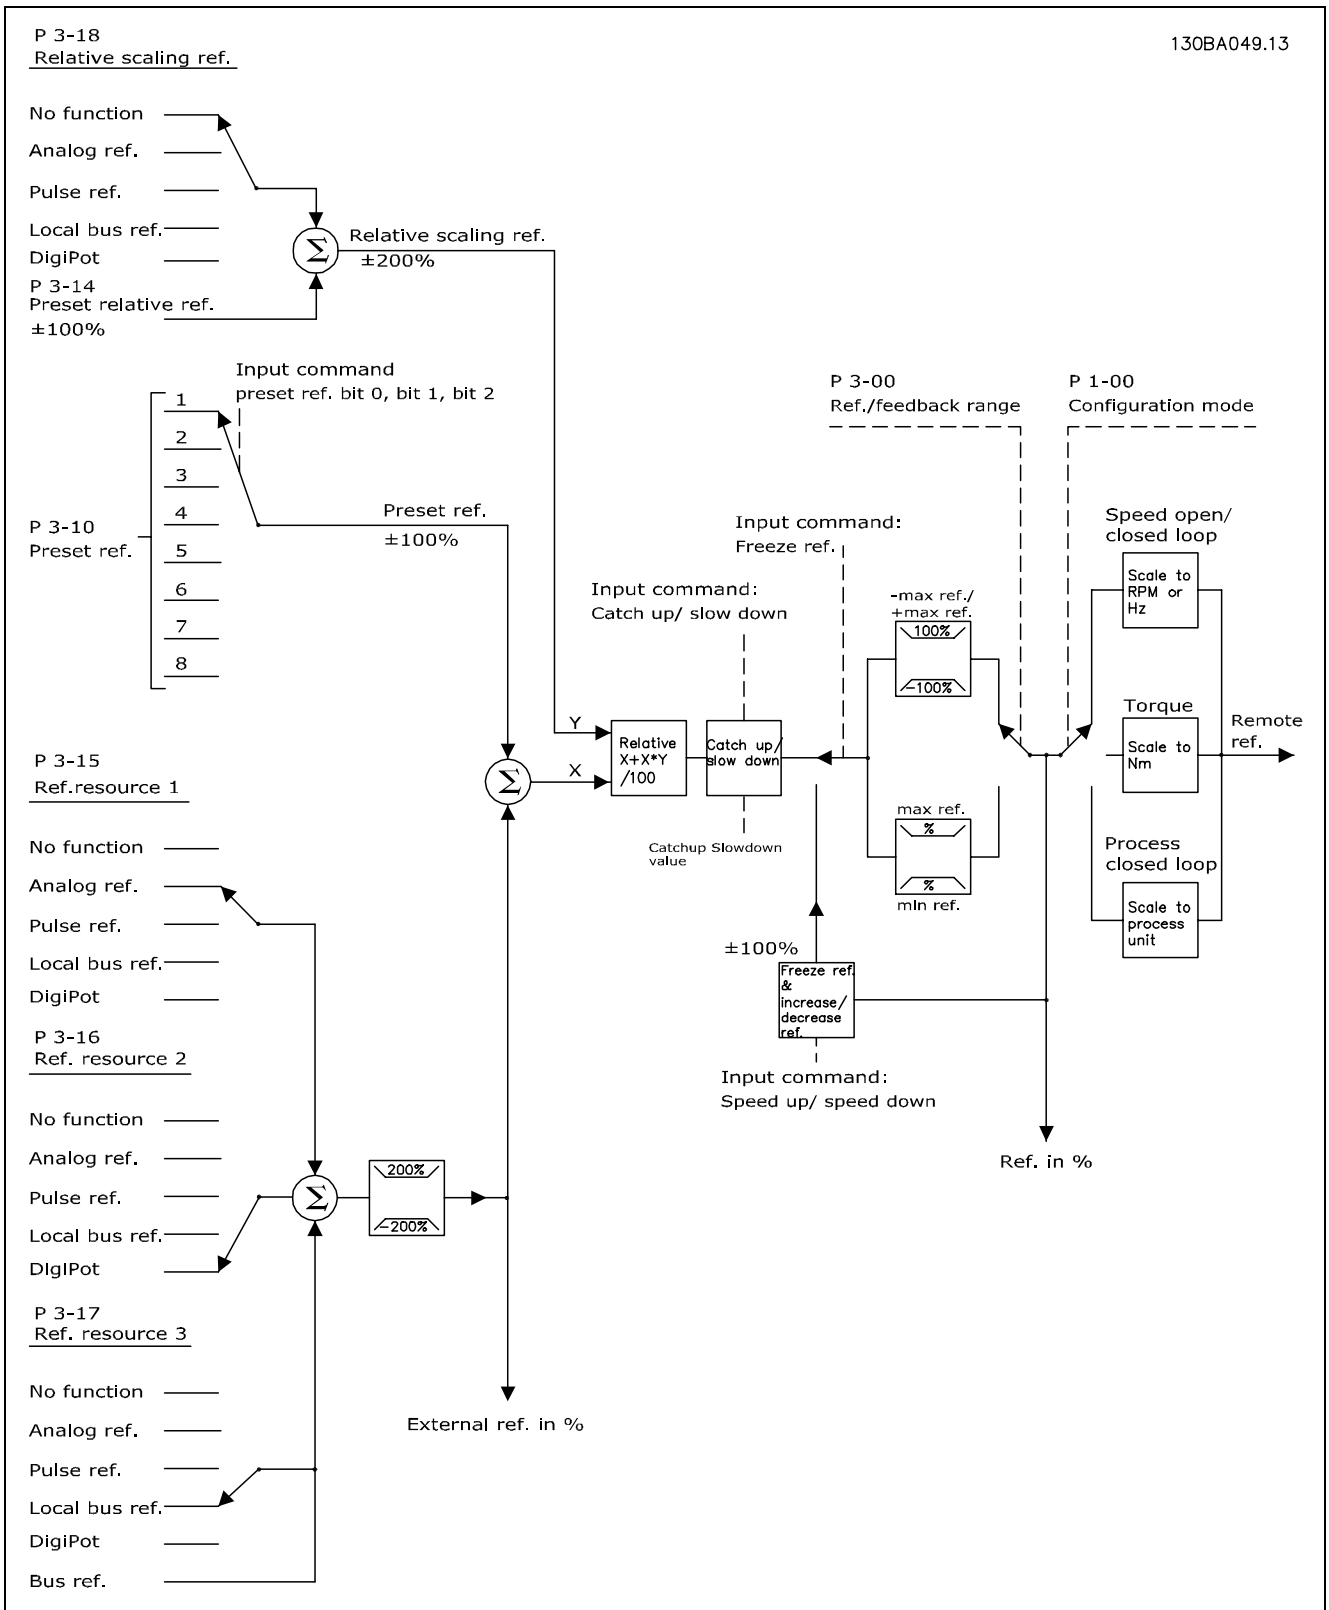 P 3-18
Relative scaling ref.
130BA049.13
No function
Analog ref.
Pulse ref.
Local bus ref.
DigiPot
P 3-14
Preset relative ref.
±100%
Σ
Relative scaling ref.
±200%
Input command
preset ref. bit 0, bit 1, bit 2
1
2
3
4
5
6
7
8
P 3-10
Preset ref.
Preset ref.
±100%
P 3-15
Ref.resource 1
No function
Analog ref.
Pulse ref.
Local bus ref.
DigiPot
P 3-16
Ref. resource 2
No function
Analog ref.
Pulse ref.
Local bus ref.
DIgIPot
P 3-17
Ref. resource 3
No function
Analog ref.
Pulse ref.
Local bus ref.
DigiPot
Bus ref.
Σ
200%
-200%
External ref. in %
Σ
Y
X
Relative
X+X*Y
/100
Input command:
Catch up/ slow down
Catch up/
slow down
Catchup Slowdown
value
Input command:
Freeze ref.
-max ref./
+max ref.
100%
-100%
max ref.
%
%
mIn ref.
±100%
Freeze ref.
&
increase/
decrease
ref.
Input command:
Speed up/ speed down
P 3-00
Ref./feedback range
P 1-00
Configuration mode
Ref. in %
Speed open/
closed loop
Scale to
RPM or
Hz
Torque
Scale to
Nm
Process
closed loop
Scale to
process
unit
Remote
ref.